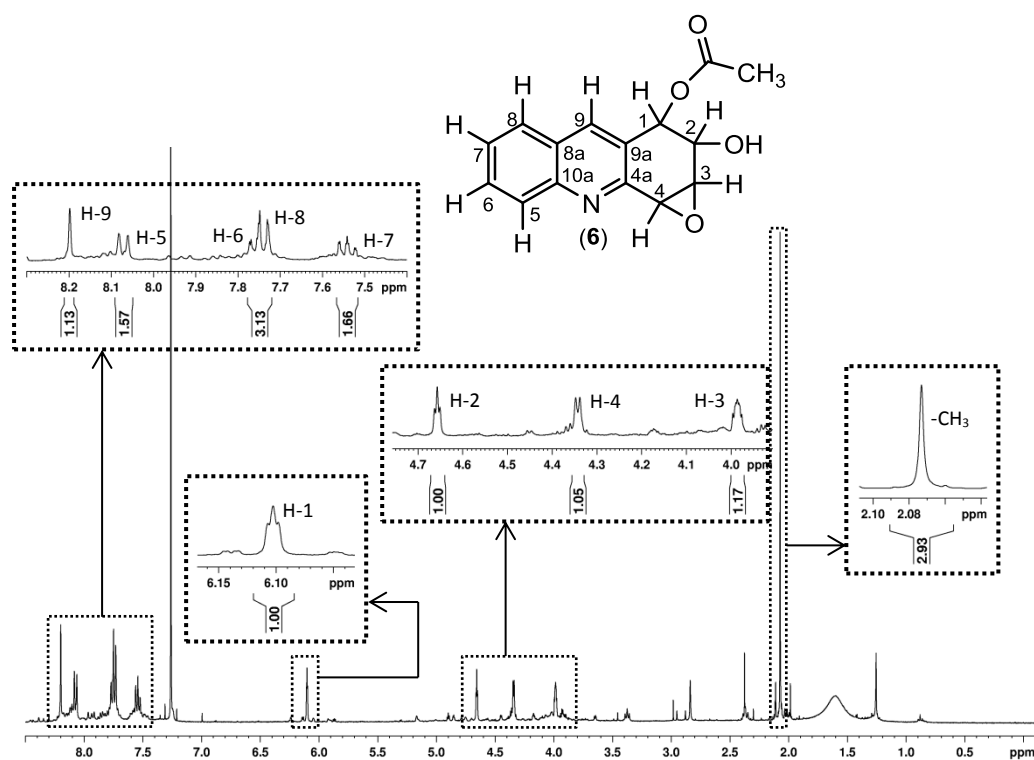 O
O
CH₃
H
H
H
H
8
9
1
2
OH
H
7
8a
9a
3
H
10a
4a
4
H
6
5
N
O
(6)
H
H
H-9
H-5
H-6
H-8
H-7
8.2 8.1 8.0 7.9 7.8 7.7 7.6 7.5 ppm
1.13 1.57 3.13 1.66
H-2 H-4 H-3
4.7 4.6 4.5 4.4 4.3 4.2 4.1 4.0 ppm
1.00 1.05 1.17
-CH₃
2.10 2.08 ppm
2.93
H-1
6.15 6.10 ppm
1.00
8.0 7.5 7.0 6.5 6.0 5.5 5.0 4.5 4.0 3.5 3.0 2.5 2.0 1.5 1.0 0.5 ppm